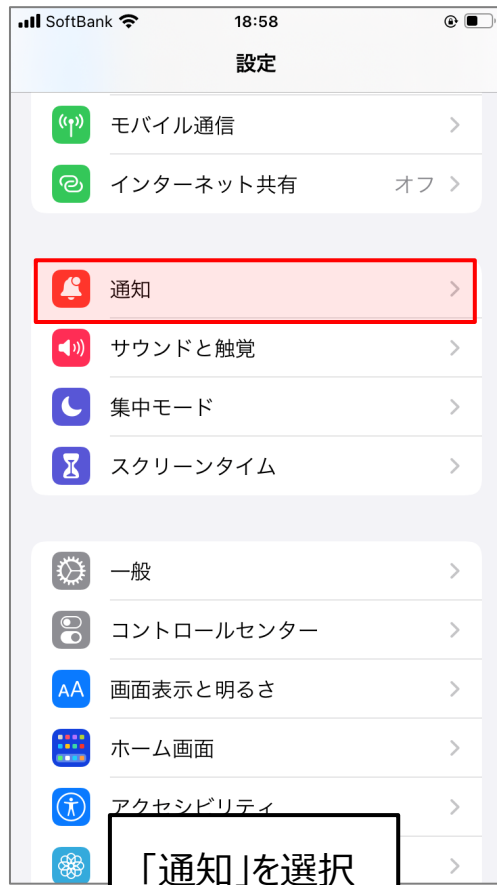 SoftBank 18:58
設定
モバイル通信
インターネット共有 オフ
通知
サウンドと触覚
集中モード
スクリーンタイム
一般
コントロールセンター
AA 画面表示と明るさ
ホーム画面
アクセシビリティ
「通知」を選択